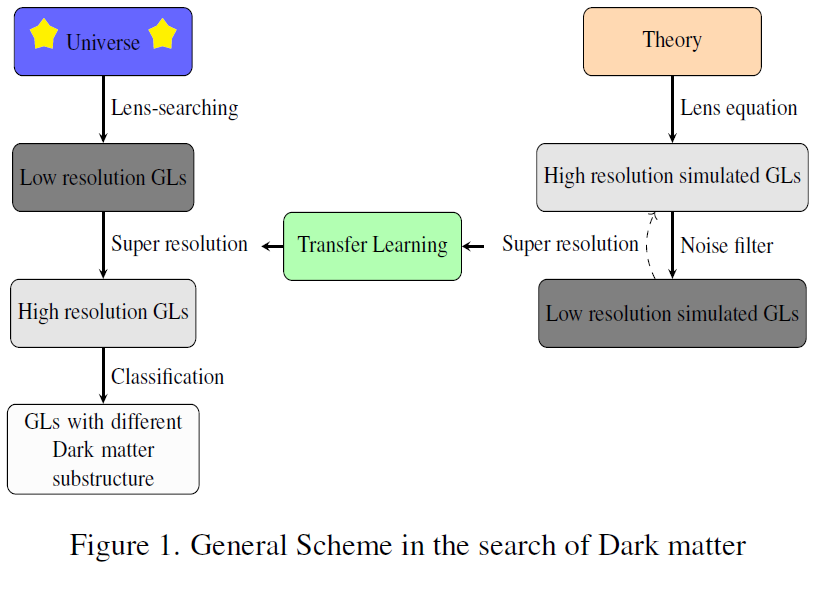 Universe
Lens-searching
Low resolution GLs
Super resolution
High resolution GLs
Classification
GLs with different
Dark matter
substructure
Transfer Learning
Theory
Lens equation
High resolution simulated GLs
Super resolution
Noise filter
Low resolution simulated GLs
Figure 1. General Scheme in the search of Dark matter